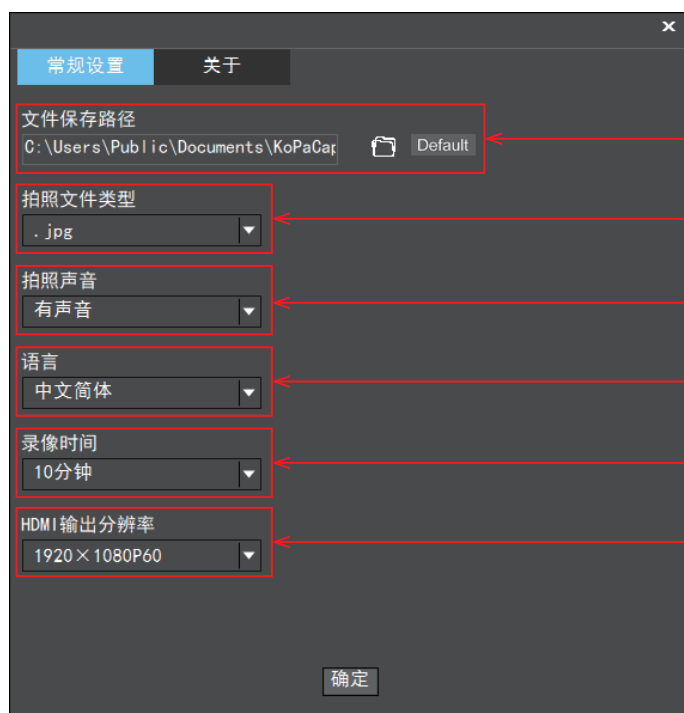 常规设置 关于
文件保存路径
C:\Users\Public\Documents\KoPaCap Default
拍照文件类型
.jpg
拍照声音
有声音
语言
中文简体
录像时间
10分钟
HDMI输出分辨率
1920×1080P60
确定